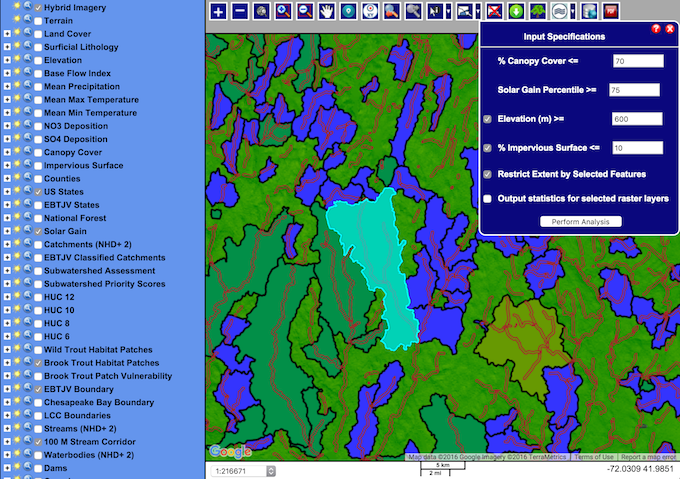 Hybrid Imagery
Terrain
Land Cover
Surficial Lithology
Elevation
Base Flow Index
Mean Precipitation
Mean Max Temperature
Mean Min Temperature
NO3 Deposition
SO4 Deposition
Canopy Cover
Impervious Surface
Counties
US States
EBTJV States
National Forest
Solar Gain
Catchments (NHD+ 2)
EBTJV Classified Catchments
Subwatershed Assessment
Subwatershed Priority Scores
HUC 12
HUC 10
HUC 8
HUC 6
Wild Trout Habitat Patches
Brook Trout Habitat Patches
Brook Trout Patch Vulnerability
EBTJV Boundary
Chesapeake Bay Boundary
LCC Boundaries
Streams (NHD+ 2)
100 M Stream Corridor
Waterbodies (NHD+ 2)
Dams
Input Specifications
% Canopy Cover <= 70
Solar Gain Percentile >= 75
Elevation (m) >= 600
% Impervious Surface <= 10
Restrict Extent by Selected Features
Output statistics for selected raster layers
Perform Analysis
Google
Map data ©2016 Google Imagery ©2016 TerraMetrics | Terms of Use | Report a map error
1:216671
5 km
2 mi
-72.0309 41.9851